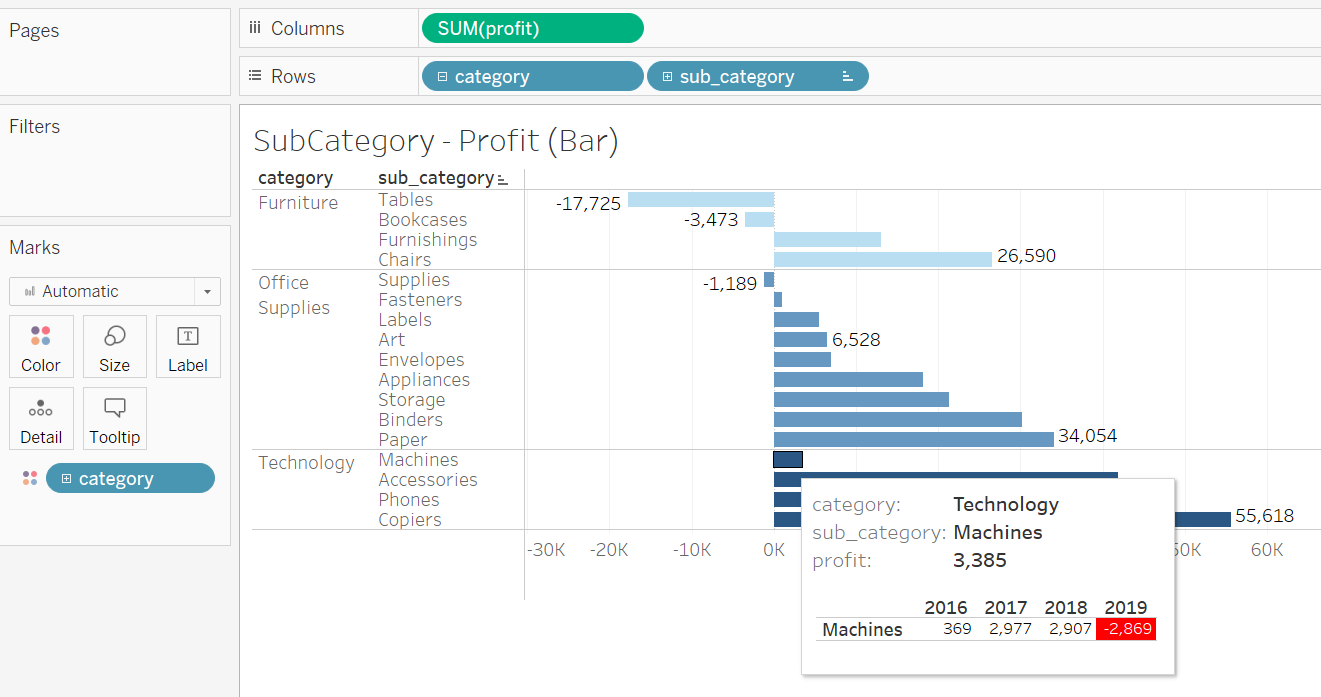 Pages
Columns SUM(profit)
Rows category sub_category
Filters
Marks
Automatic
Color Size Label
T
Detail Tooltip
category
SubCategory - Profit (Bar)
category sub_category
Furniture Tables -17,725
Bookcases -3,473
Furnishings
Chairs 26,590
Office Supplies -1,189
Supplies Fasteners
Labels
Art 6,528
Envelopes
Appliances
Storage
Binders
Paper 34,054
Technology Machines
Accessories
Phones
Copiers 55,618
-30K -20K -10K 0K 60K
category: Technology
sub_category: Machines
profit: 3,385
2016 2017 2018 2019
Machines 369 2,977 2,907 -2,869